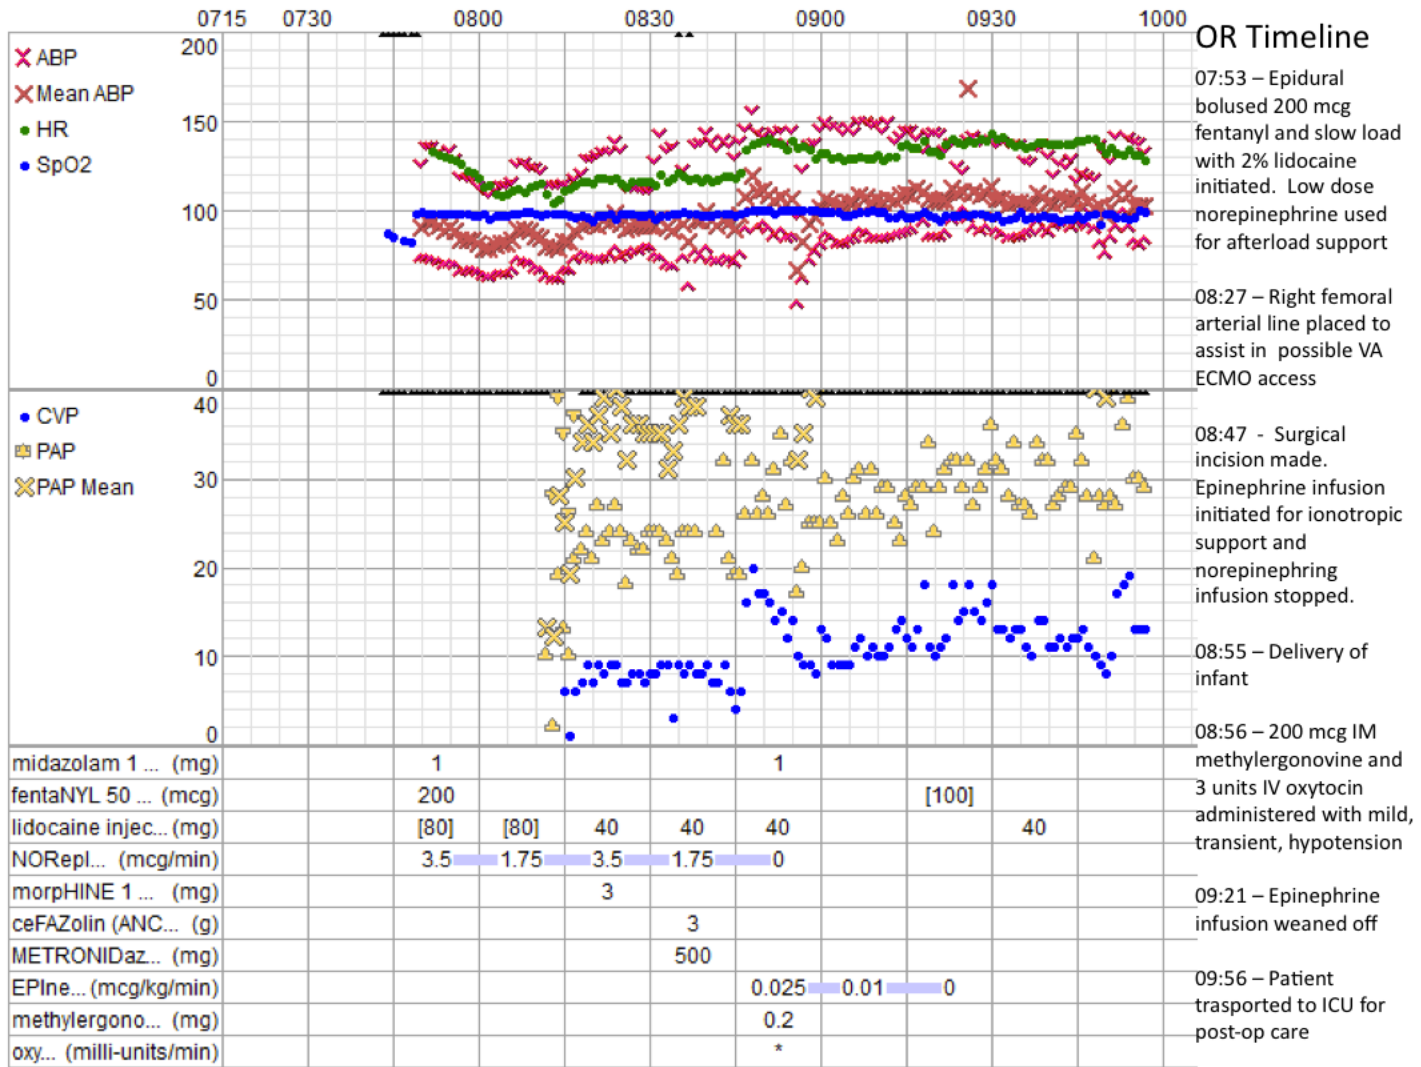 0715 0730 0800 0830 0900 0930 1000
200
ABP
Mean ABP
HR
SpO2
150
100
50
0
40
CVP
PAP
PAP Mean
30
20
10
0
midazolam 1 ... (mg) 1 1
fentaNYL 50 ... (mcg) 200 [100]
lidocaine injec... (mg) [80] [80] 40 40 40 40
NORepI... (mcg/min) 3.5 1.75 3.5 1.75 0
morpHINE 1 ... (mg) 3
ceFAZolin (ANC... (g) 3
METRONIDaz... (mg) 500
EPIne... (mcg/kg/min) 0.025 0.01 0
methylergono... (mg) 0.2
oxy... (milli-units/min) *
OR Timeline
07:53 – Epidural
bolused 200 mcg
fentanyl and slow load
with 2% lidocaine
initiated. Low dose
norepinephrine used
for afterload support
08:27 – Right femoral
arterial line placed to
assist in possible VA
ECMO access
08:47 - Surgical
incision made.
Epinephrine infusion
initiated for ionotropic
support and
norepinephring
infusion stopped.
08:55 – Delivery of
infant
08:56 – 200 mcg IM
methylergonovine and
3 units IV oxytocin
administered with mild,
transient, hypotension
09:21 – Epinephrine
infusion weaned off
09:56 – Patient
trasported to ICU for
post-op care